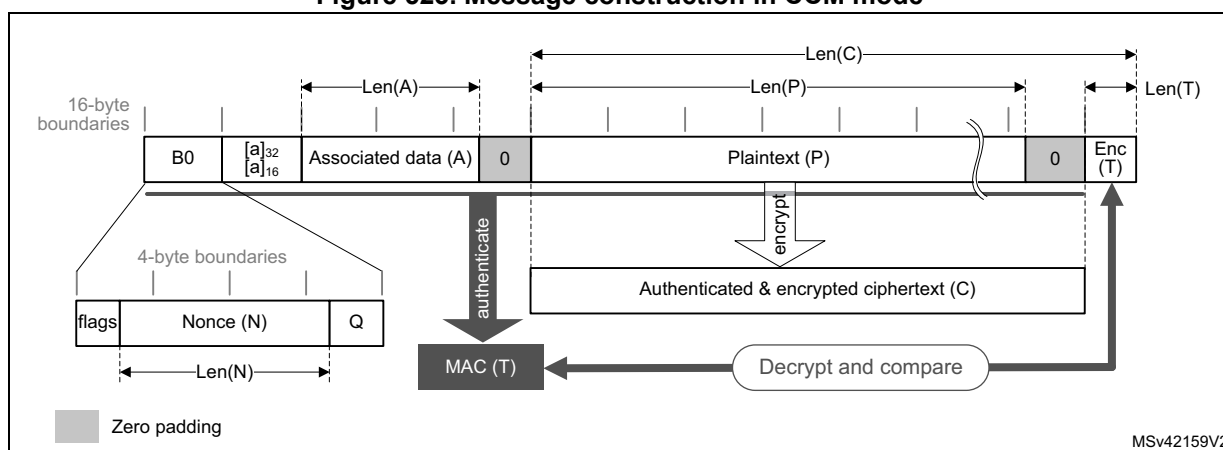 Message construction in CCM mode
Len(C)
Len(A)
Len(P)
Len(T)
16-byte
boundaries
B0
[a]32
[a]16
Associated data (A)
0
Plaintext (P)
0
Enc
(T)
authenticate
encrypt
4-byte boundaries
Authenticated & encrypted ciphertext (C)
flags
Nonce (N)
Q
Len(N)
MAC (T)
Decrypt and compare
Zero padding
MSv42159V2